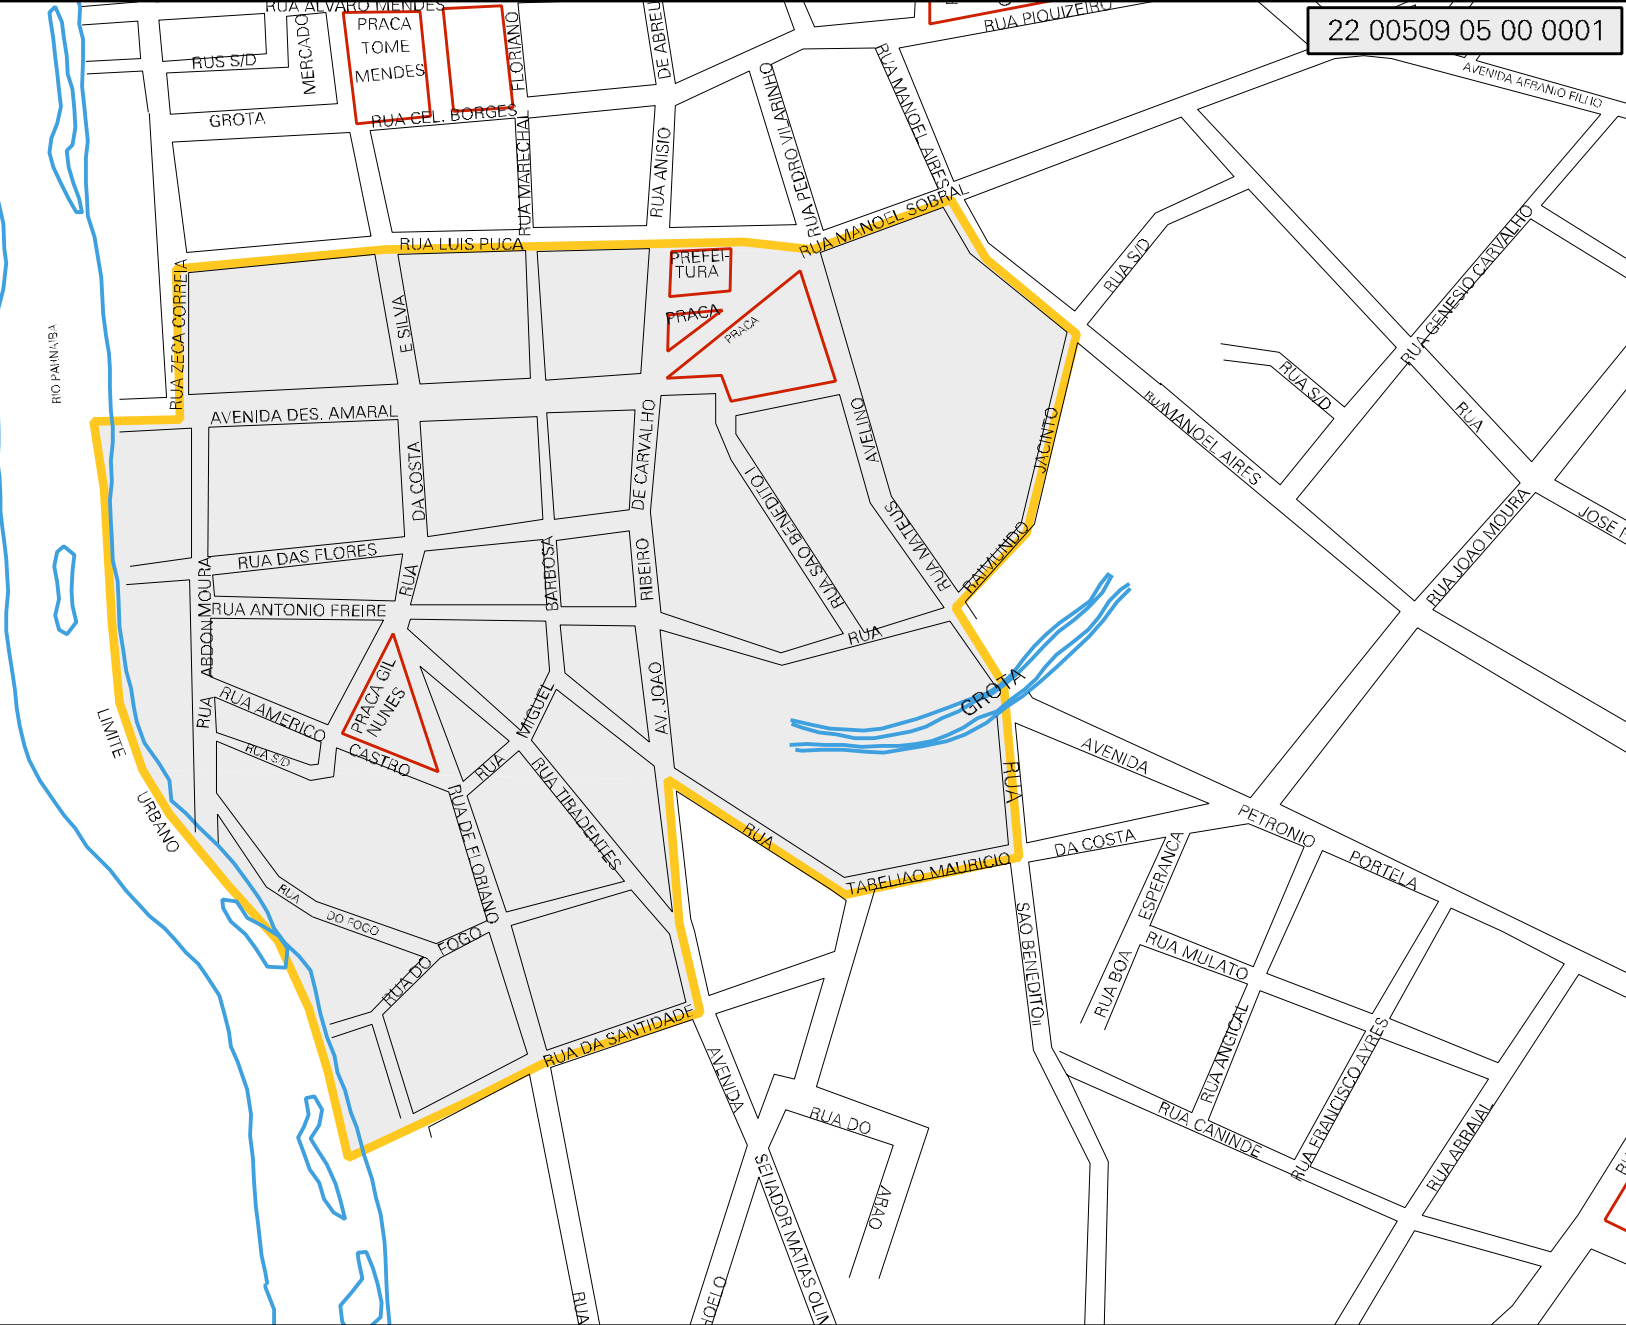 RUA ALVARO MENDES
PRACA
TOME
MENDES
MERCADO
FLORIANO
DE ABREU
RUA PIQUIZEIRO
22 00509 05 00 0001
RUS S/D
AVENIDA AFRANIO FILHO
GROTA
RUA CEL. BORGES
RUA MARECHAL
RUA ANISIO
RUA PEDRO VILARINHO
RUA MANOEL AIRES
RUA MANOEL SOBRAL
RUA LUIS PUCA
PREFEI-
TURA
PRACA
PRACA
RUA ZECA CORREIA
E SILVA
RIO PARNAIBA
RUA S/D
RUA GENESIO CARVALHO
RUA S/D
RUA
MANOEL AIRES
RUA
JOSE
AVENIDA DES. AMARAL
DA COSTA
DE CARVALHO
AVELINO
JACINTO
RUA SAO BENEDITO I
RUA MATEUS
RAIMUNDO
RUA JOAO MOURA
RUA DAS FLORES
RUA
BARBOSA
RIBEIRO
RUA ANTONIO FREIRE
ABDON MOURA
RUA
RUA
PRACA GIL
NUNES
RUA AMERICO
CASTRO
RUA S/D
MIGUEL
RUA
AV. JOAO
GROTA
LIMITE
URBANO
RUA TIRADENTES
RUA DE FLORIANO
RUA
TABELIAO MAURICIO
RUA
AVENIDA
PETRONIO
PORTELA
DA COSTA
ESPERANCA
RUA BOA
RUA MULATO
RUA
DO FOGO
FOGO
RUA DO
RUA DA SANTIDADE
SAO BENEDITO II
RUA ANGICAL
RUA FRANCISCO AYRES
RUA ARRAIAL
RUA CANINDE
AVENIDA
SENADOR MATIAS OLIM
RUA DO
ARAO
RUA